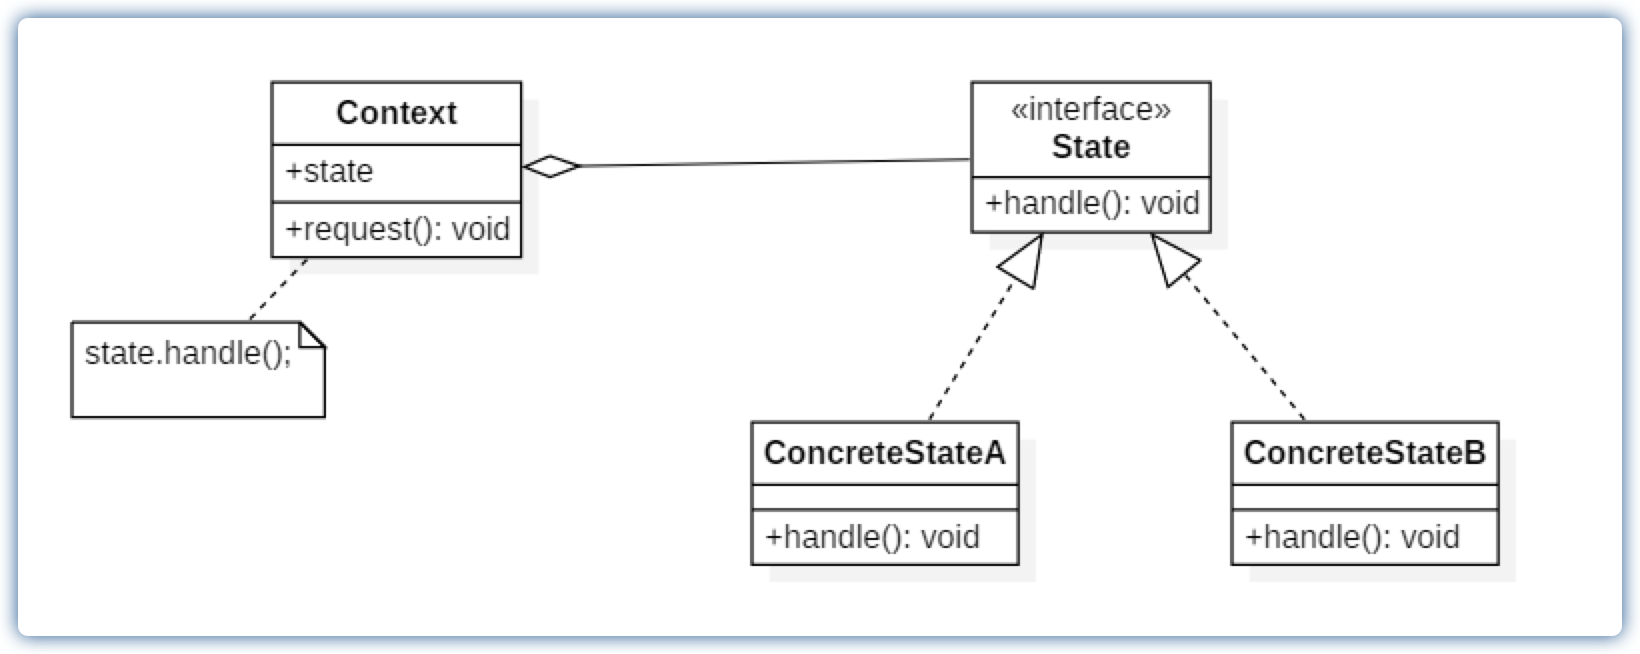 Context
+state
+request(): void
state.handle();
«interface»
State
+handle(): void
ConcreteStateA
+handle(): void
ConcreteStateB
+handle(): void